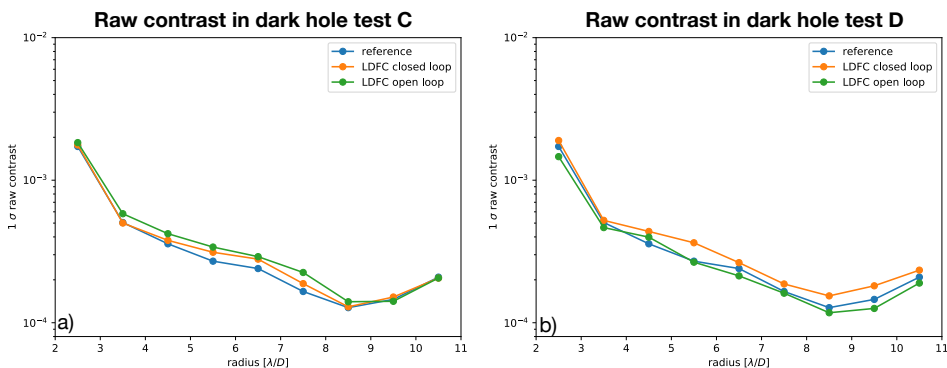 Raw contrast in dark hole test C
10⁻²
10⁻³
10⁻⁴
1 σ raw contrast
reference
LDFC closed loop
LDFC open loop
a)
2 3 4 5 6 7 8 9 10 11
radius [λ/D]
Raw contrast in dark hole test D
10⁻²
10⁻³
10⁻⁴
1 σ raw contrast
reference
LDFC closed loop
LDFC open loop
b)
2 3 4 5 6 7 8 9 10 11
radius [λ/D]